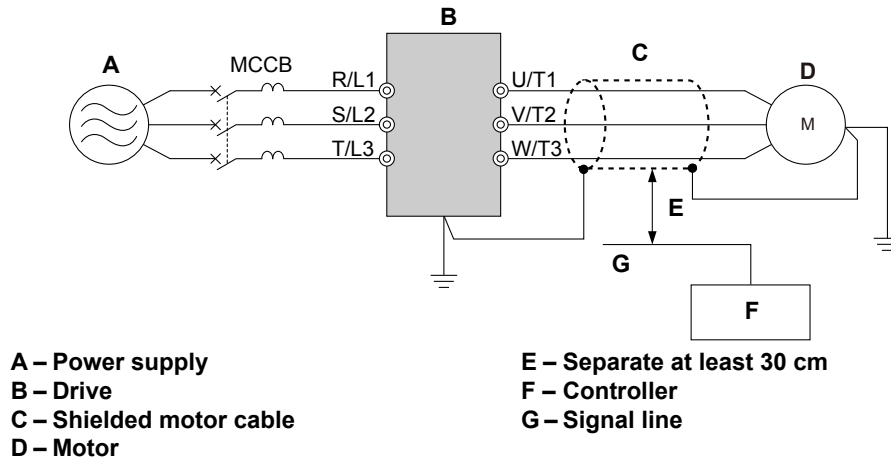 B
A
MCCB
C
D
R/L1
U/T1
S/L2
V/T2
M
T/L3
W/T3
E
G
F
A – Power supply
B – Drive
C – Shielded motor cable
D – Motor
E – Separate at least 30 cm
F – Controller
G – Signal line